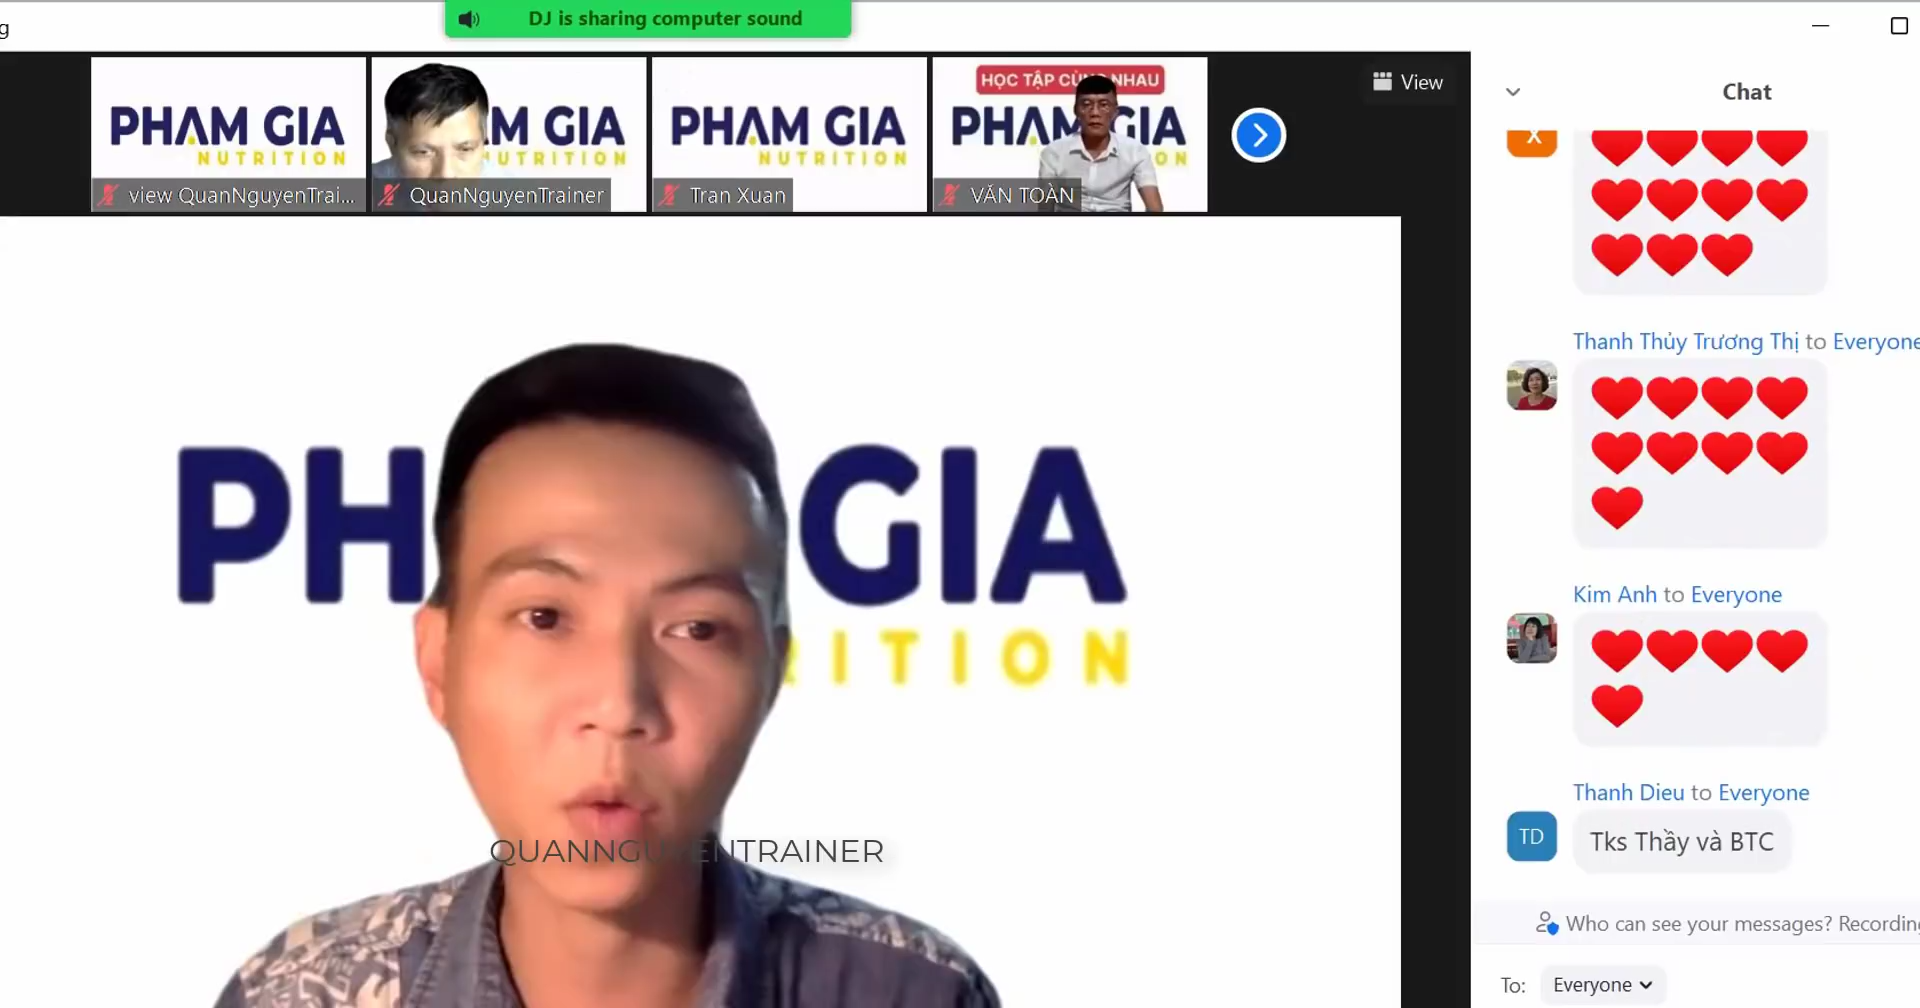 g
DJ is sharing computer sound
PHAM GIA
NUTRITION
view QuanNguyenTrai...
M GIA
NUTRITION
QuanNguyenTrainer
PHAM GIA
NUTRITION
Tran Xuan
HỌC TẬP CÙNG NHAU
PHAM GIA
ON
VĂN TOÀN
View
Chat
X
Thanh Thủy Trương Thị to Everyone
Kim Anh to Everyone
Thanh Dieu to Everyone
TD
Tks Thầy và BTC
Who can see your messages? Recording
To: Everyone
PH GIA
RITION
QUANNGUYENTRAINER